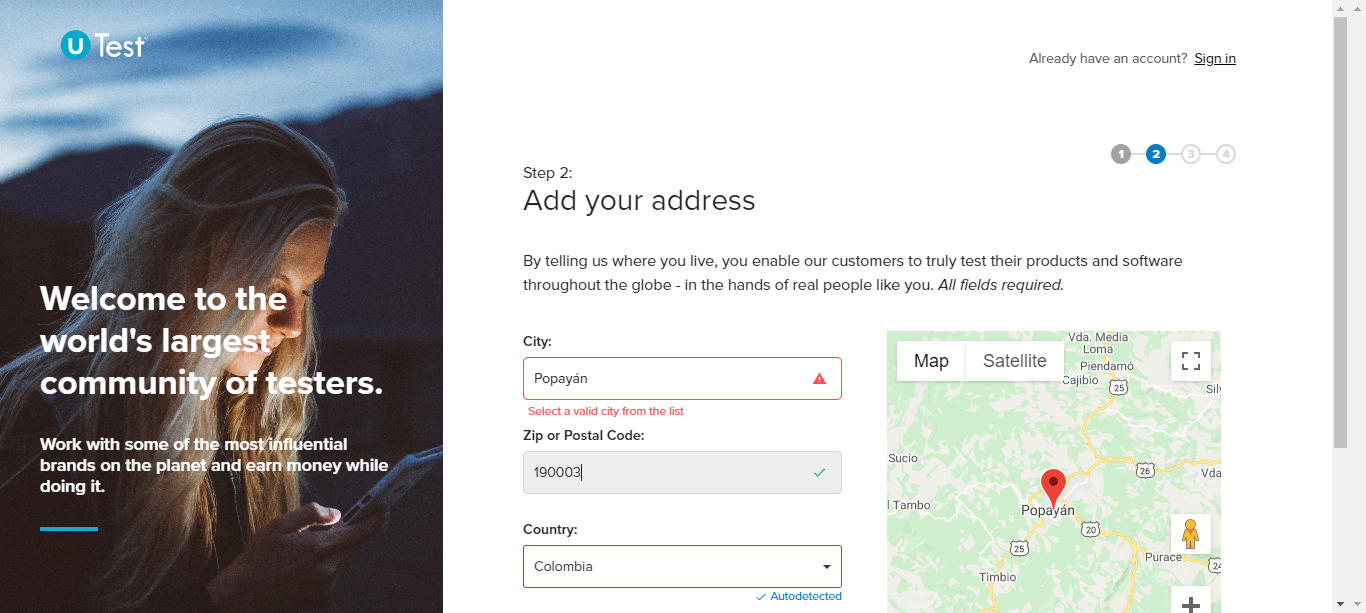 U Test
Already have an account? Sign in
1 2 3 4
Step 2:
Add your address
By telling us where you live, you enable our customers to truly test their products and software
throughout the globe - in the hands of real people like you. All fields required.
Welcome to the
world's largest
community of testers.
Work with some of the most influential
brands on the planet and earn money while
doing it.
City:
Popayán
Select a valid city from the list
Zip or Postal Code:
190003
Country:
Colombia
Autodetected
Map Satellite
Vda. Media
Loma
Piendamó
Cajibio
25
Silv
Sucio
26
Vda
l Tambo
Popayán
20
25
Purace
24
Timbio